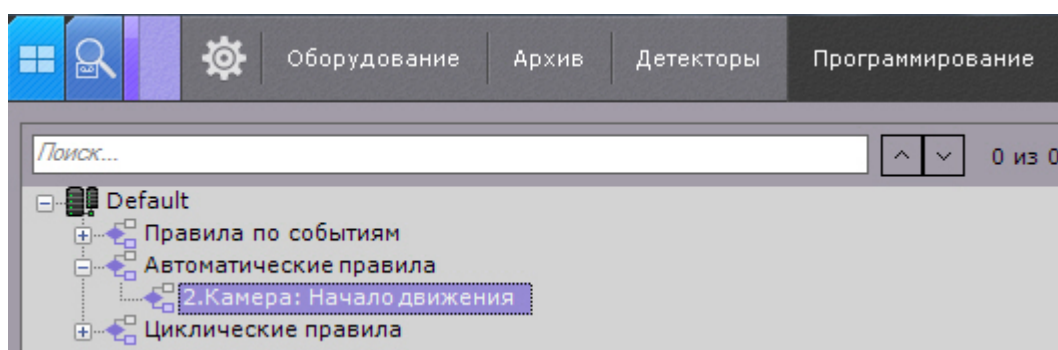 Оборудование Архив Детекторы Программирование
Поиск... 0 из 0
Default
Правила по событиям
Автоматические правила
2.Камера: Начало движения
Циклические правила